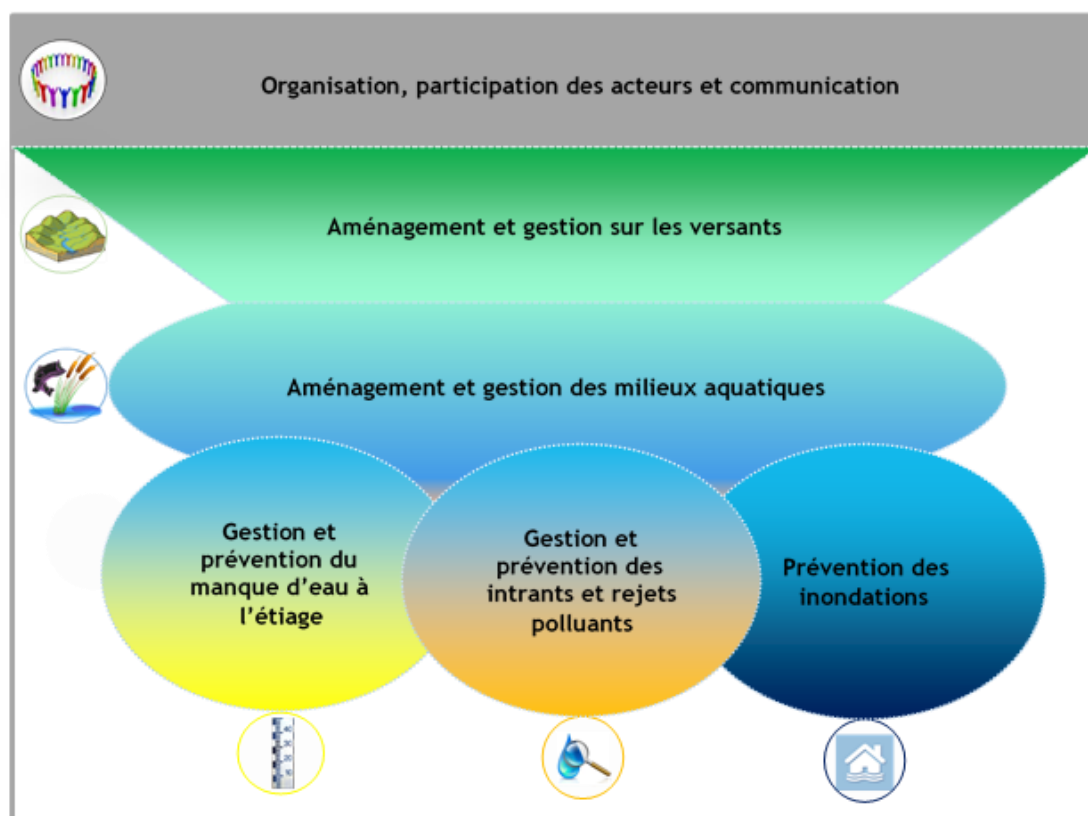 Organisation, participation des acteurs et communication
Aménagement et gestion sur les versants
Aménagement et gestion des milieux aquatiques
Gestion et
prévention du
manque d'eau à
l'étiage
Gestion et
prévention des
intrants et rejets
polluants
Prévention des
inondations